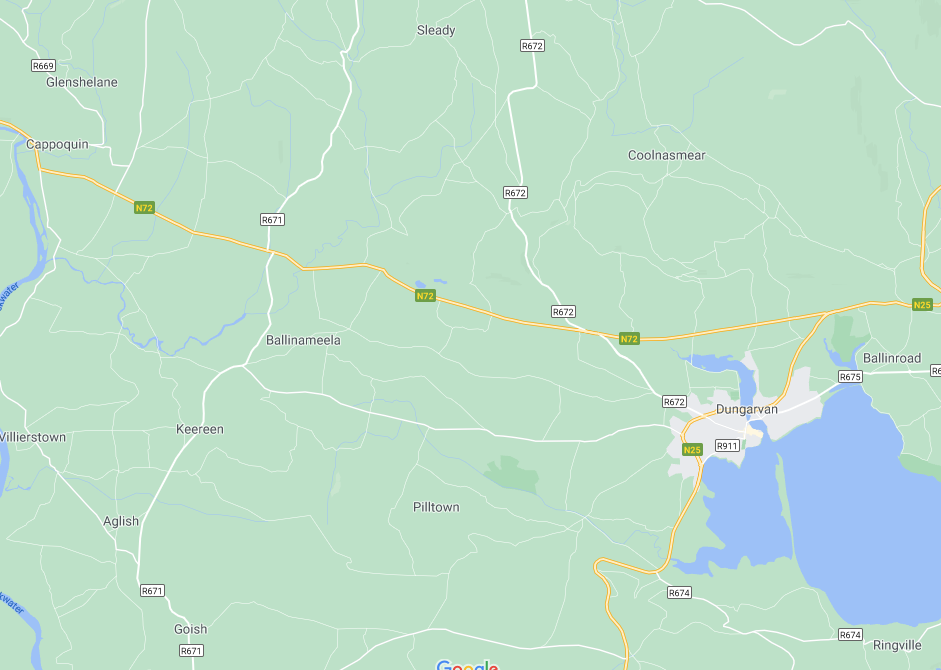 Sleady
R672
R669
Glenshelane
Cappoquin
Coolnasmear
R672
N72
R671
N72
N25
R672
N72
Ballinameela
Ballinroad
R675
R672
Dungarvan
Keereen
Villierstown
R911
N25
Pilltown
Aglish
R671
R674
Goish
R674
Ringville
R671
Google